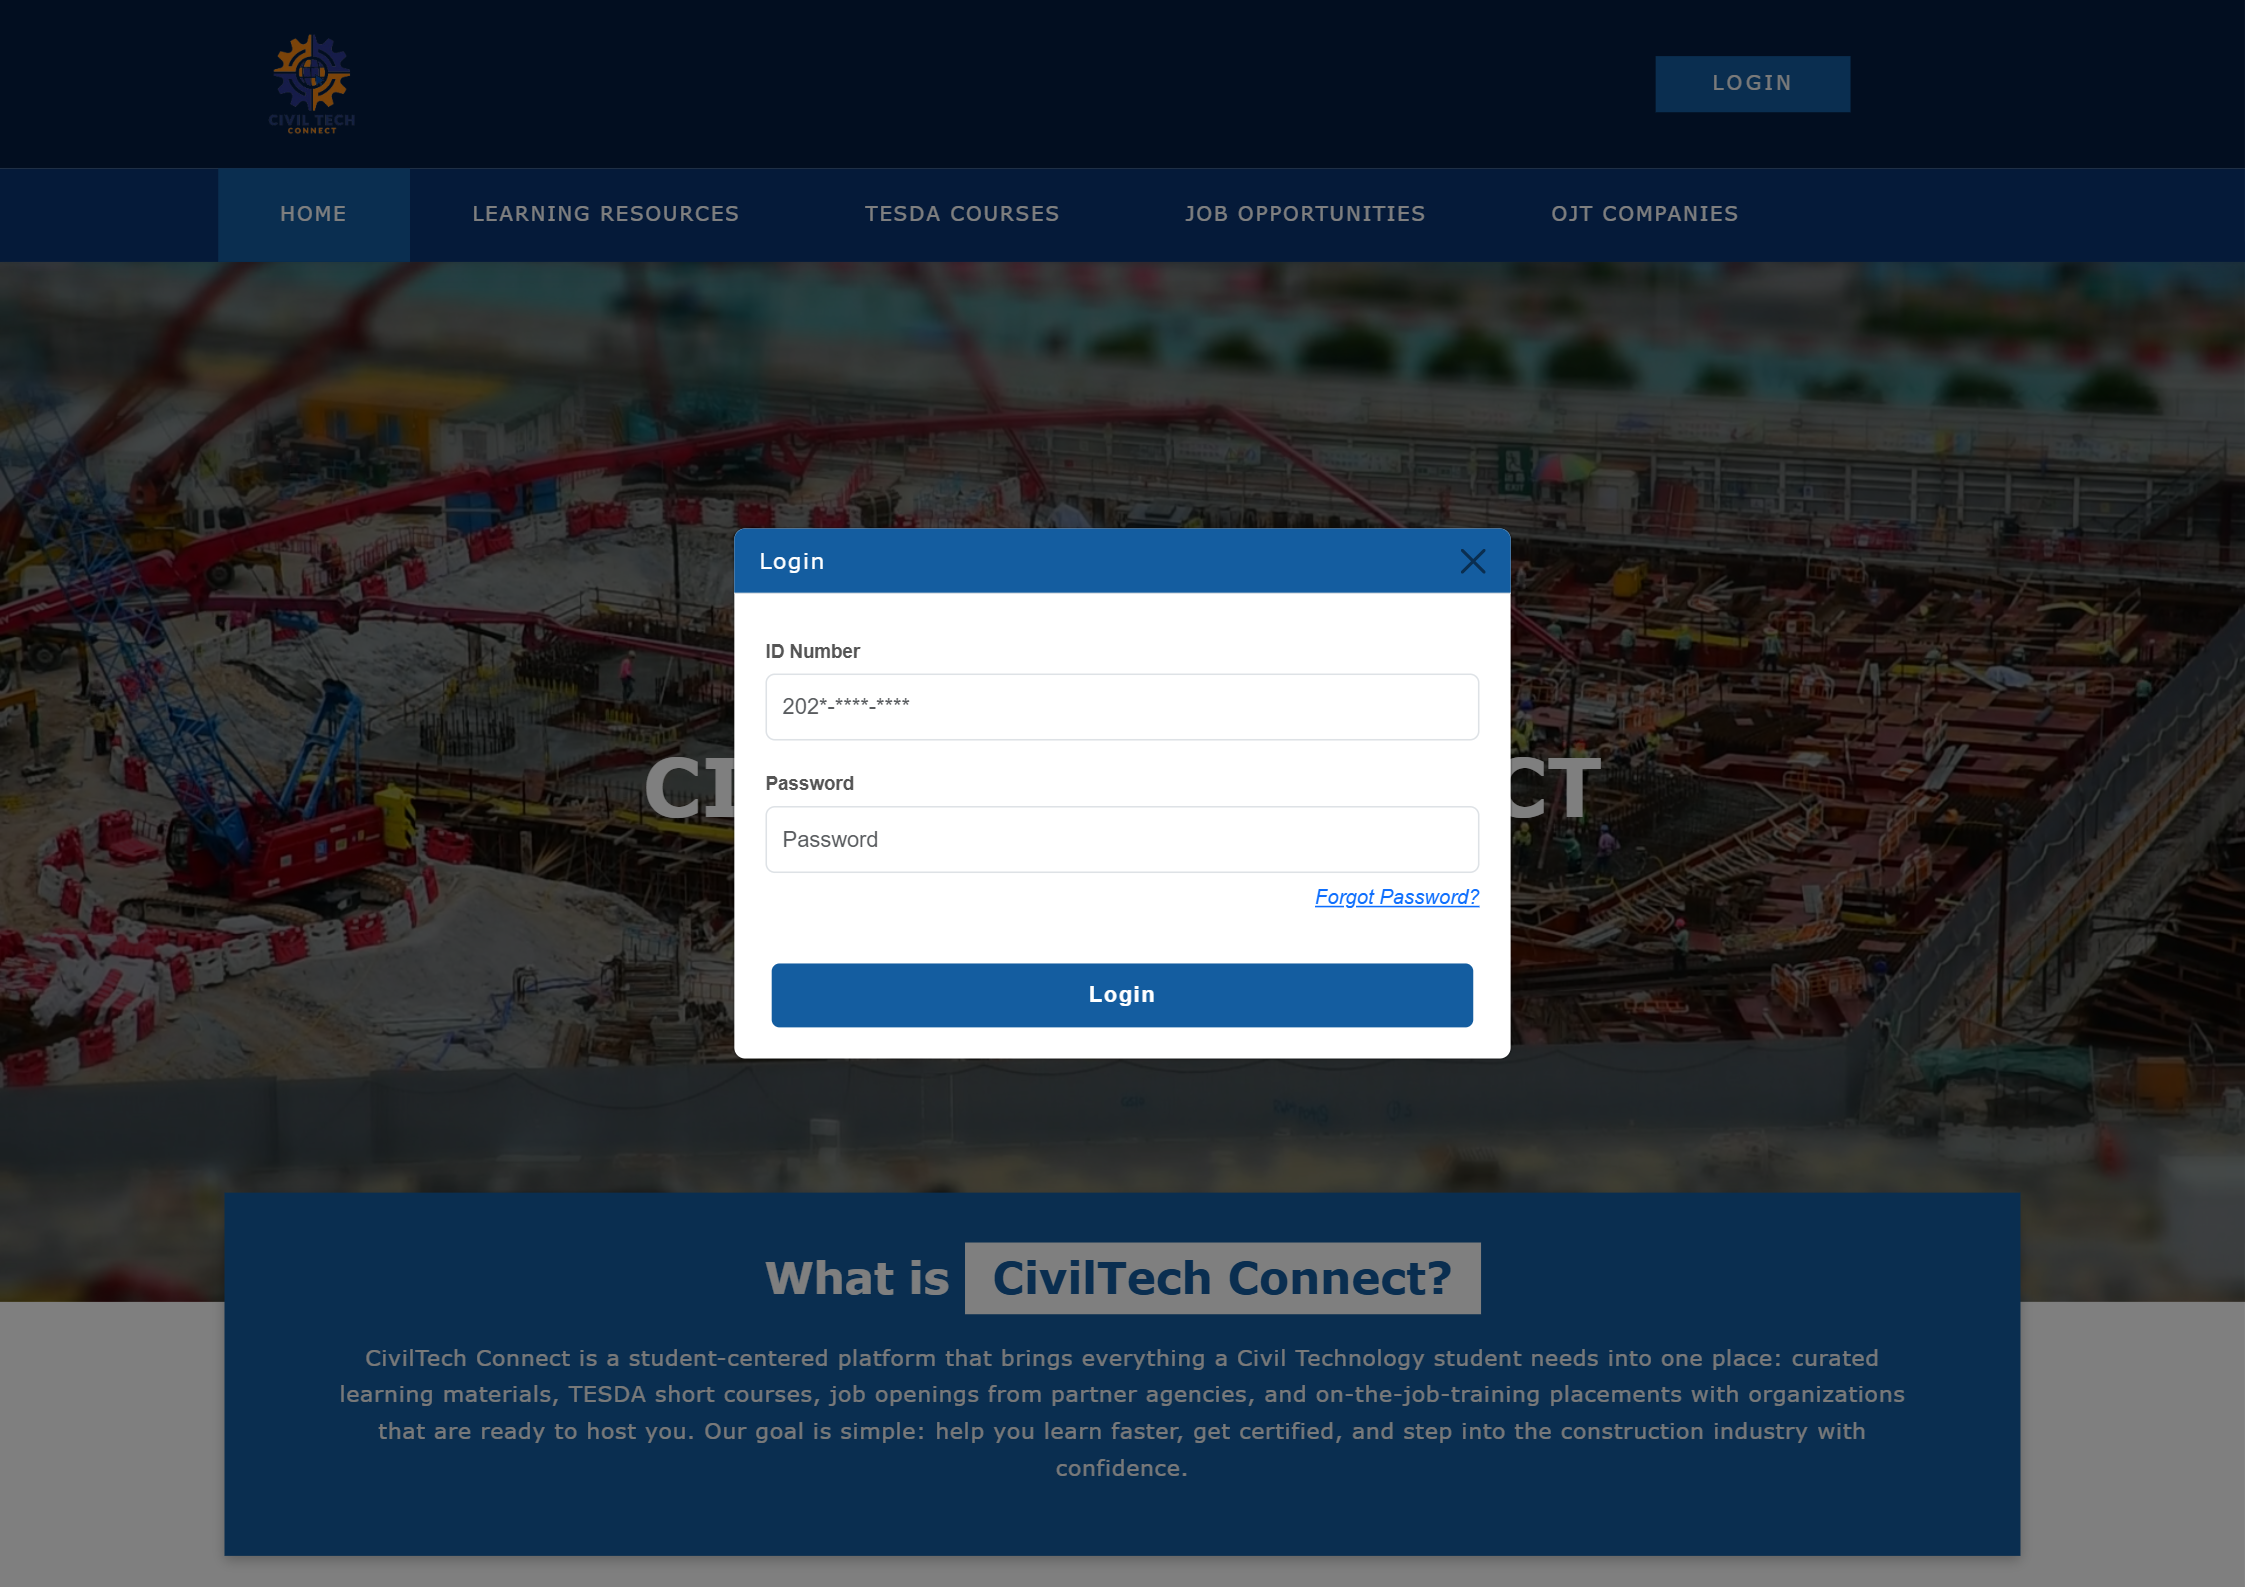 CIVIL TECH
CONNECT
LOGIN
HOME
LEARNING RESOURCES
TESDA COURSES
JOB OPPORTUNITIES
OJT COMPANIES
Login
ID Number
202*-****-****
Password
Password
Forgot Password?
Login
What is CivilTech Connect?
CivilTech Connect is a student-centered platform that brings everything a Civil Technology student needs into one place: curated
learning materials, TESDA short courses, job openings from partner agencies, and on-the-job-training placements with organizations
that are ready to host you. Our goal is simple: help you learn faster, get certified, and step into the construction industry with
confidence.